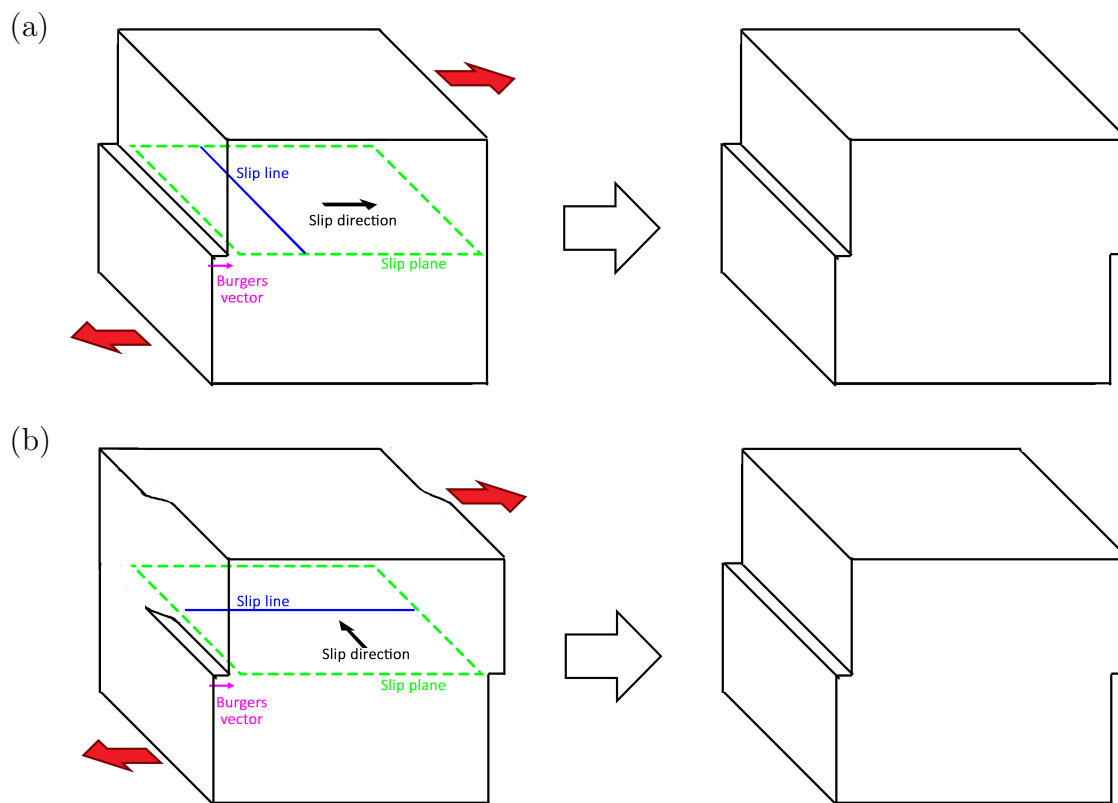 (a)
Slip line
Slip direction
Slip plane
Burgers
vector
(b)
Slip line
Slip direction
Slip plane
Burgers
vector